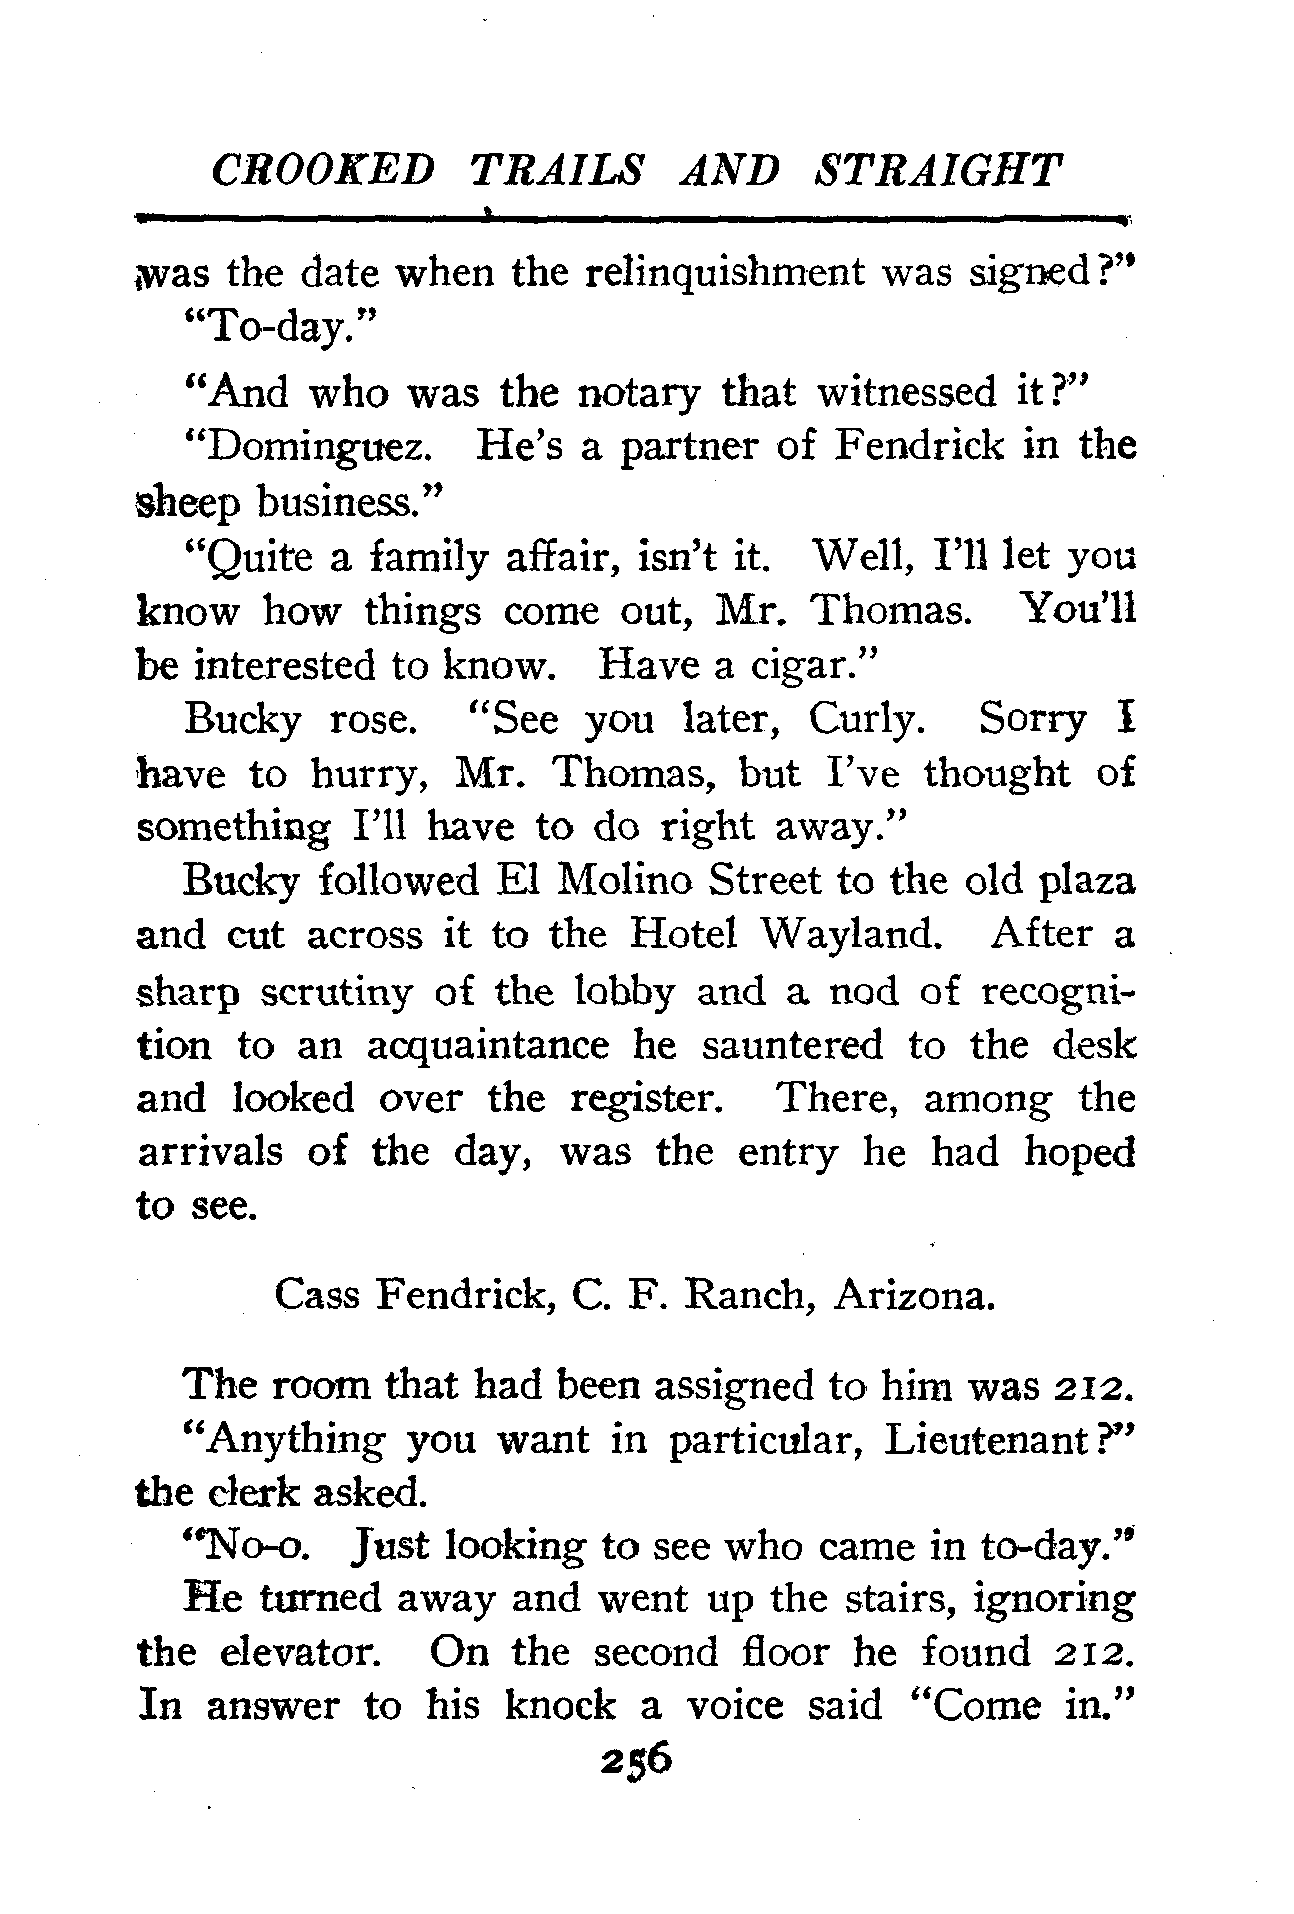 CROOKED TRAILS AND STRAIGHT
was the date when the relinquishment was signed?"
"To-day."
"And who was the notary that witnessed it?"
"Dominguez. He's a partner of Fendrick in the
sheep business."
"Quite a family affair, isn't it. Well, I'll let you
know how things come out, Mr. Thomas. You'll
be interested to know. Have a cigar."
Bucky rose. "See you later, Curly. Sorry I
have to hurry, Mr. Thomas, but I've thought of
something I'll have to do right away."
Bucky followed El Molino Street to the old plaza
and cut across it to the Hotel Wayland. After a
sharp scrutiny of the lobby and a nod of recogni-
tion to an acquaintance he sauntered to the desk
and looked over the register. There, among the
arrivals of the day, was the entry he had hoped
to see.
Cass Fendrick, C. F. Ranch, Arizona.
The room that had been assigned to him was 212.
"Anything you want in particular, Lieutenant?"
the clerk asked.
"No-o. Just looking to see who came in to-day."
He turned away and went up the stairs, ignoring
the elevator. On the second floor he found 212.
In answer to his knock a voice said "Come in."
256